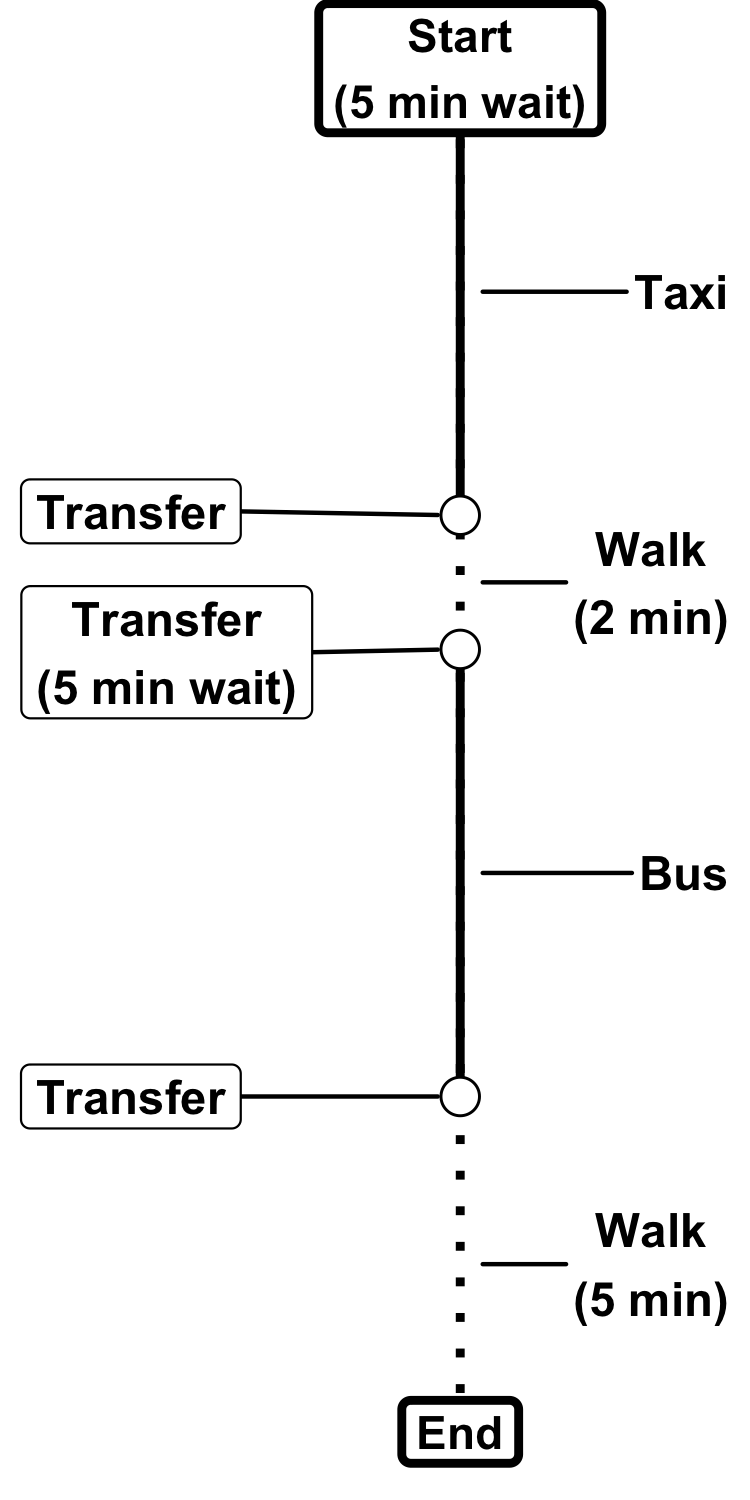 Start
(5 min wait)
Taxi
Transfer
Walk
(2 min)
Transfer
(5 min wait)
Bus
Transfer
Walk
(5 min)
End